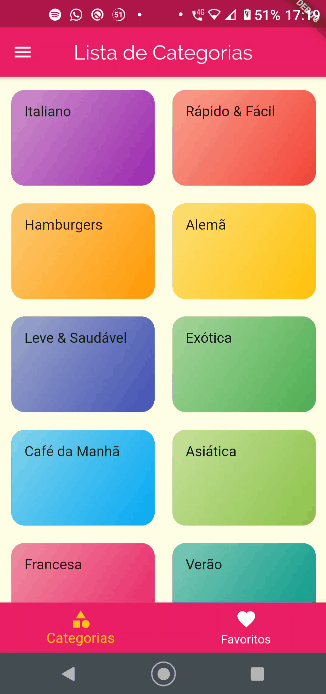 51 4G 51% 17:19
DEBUG
Lista de Categorias
Italiano
Rápido & Fácil
Hamburgers
Alemã
Leve & Saudável
Exótica
Café da Manhã
Asiática
Francesa
Verão
Categorias
Favoritos